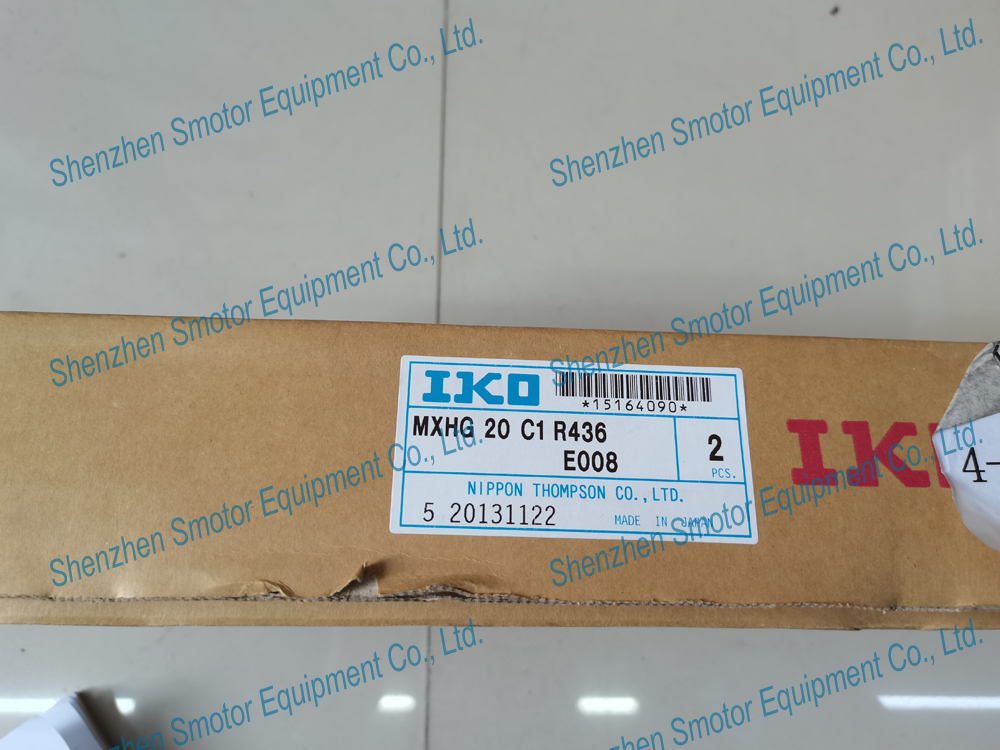 Shenzhen Smotor Equipment Co., Ltd.
Shenzhen Smotor Equipment Co., Ltd.
Shenzhen Smotor Equipment Co., Ltd.
Shenzhen Smotor Equipment Co., Ltd.
IKO
*15164090*
MXHG 20 C1 R436
E008
2
PCS.
NIPPON THOMPSON CO.,LTD.
5 20131122
MADE IN JAPAN
IK
4-
Shenzhen Smotor Equipment Co., Ltd.
Shenzhen Smotor Equipment Co., Ltd.
Shenzhen Smotor Equipment Co., Ltd.
Shenzhen Smotor Equipment Co., Ltd.